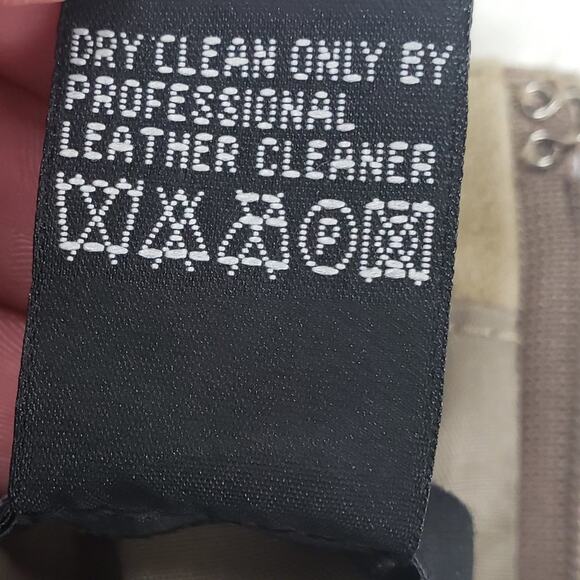 DRY CLEAN ONLY BY
PROFESSIONAL
LEATHER CLEANER